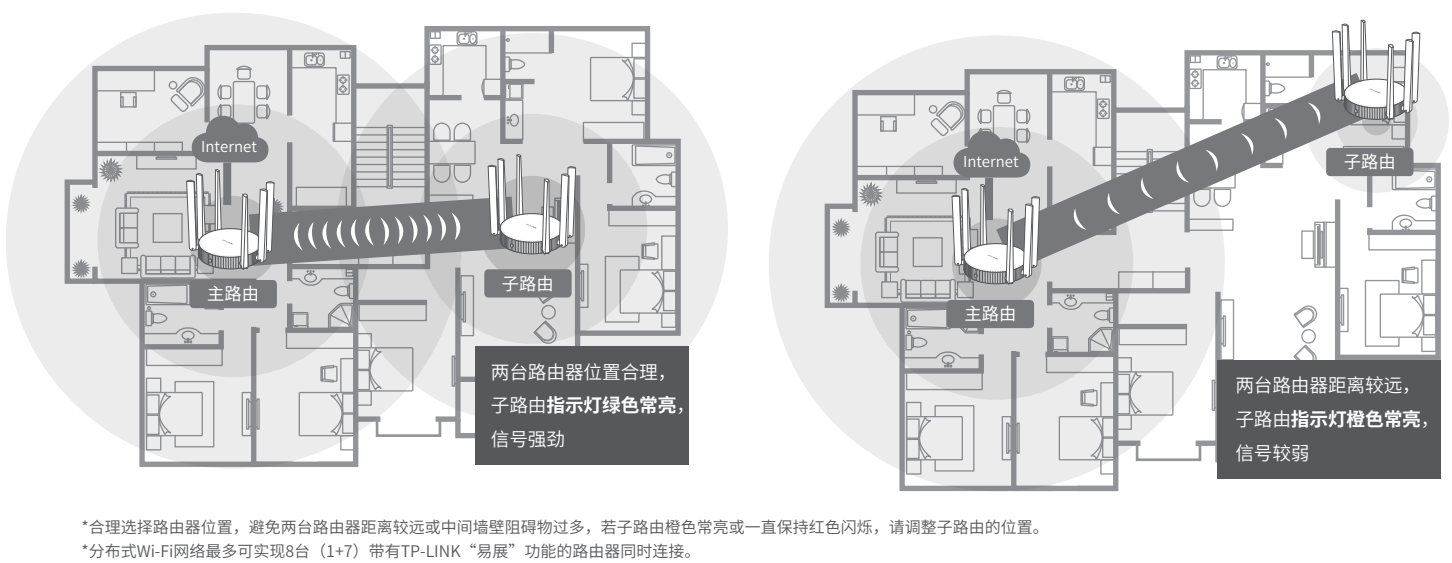 Internet
主路由
子路由
两台路由器位置合理，
子路由指示灯绿色常亮，
信号强劲
Internet
主路由
子路由
两台路由器距离较远，
子路由指示灯橙色常亮，
信号较弱
*合理选择路由器位置，避免两台路由器距离较远或中间墙壁阻碍物过多，若子路由橙色常亮或一直保持红色闪烁，请调整子路由的位置。
*分布式Wi-Fi网络最多可实现8台（1+7）带有TP-LINK“易展”功能的路由器同时连接。